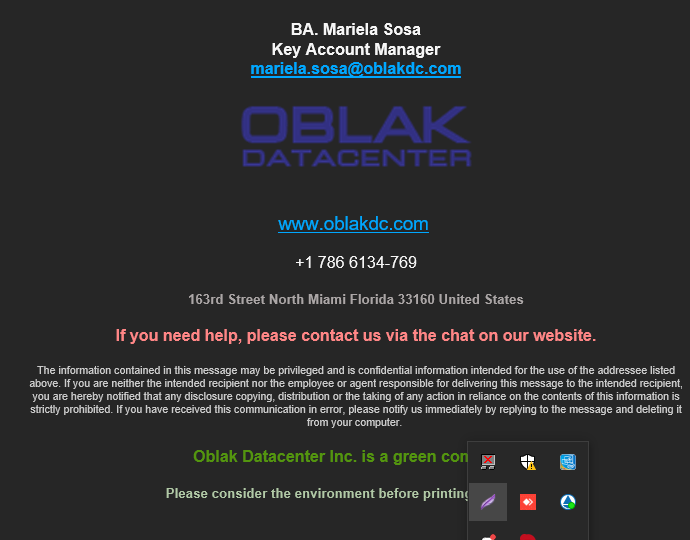 BA. Mariela Sosa
Key Account Manager
mariela.sosa@oblakdc.com
OBLAK
DATACENTER
www.oblakdc.com
+1 786 6134-769
163rd Street North Miami Florida 33160 United States
If you need help, please contact us via the chat on our website.
The information contained in this message may be privileged and is confidential information intended for the use of the addressee listed
above. If you are neither the intended recipient nor the employee or agent responsible for delivering this message to the intended recipient,
you are hereby notified that any disclosure copying, distribution or the taking of any action in reliance on the contents of this information is
strictly prohibited. If you have received this communication in error, please notify us immediately by replying to the message and deleting it
from your computer.
Oblak Datacenter Inc. is a green com
Please consider the environment before printing